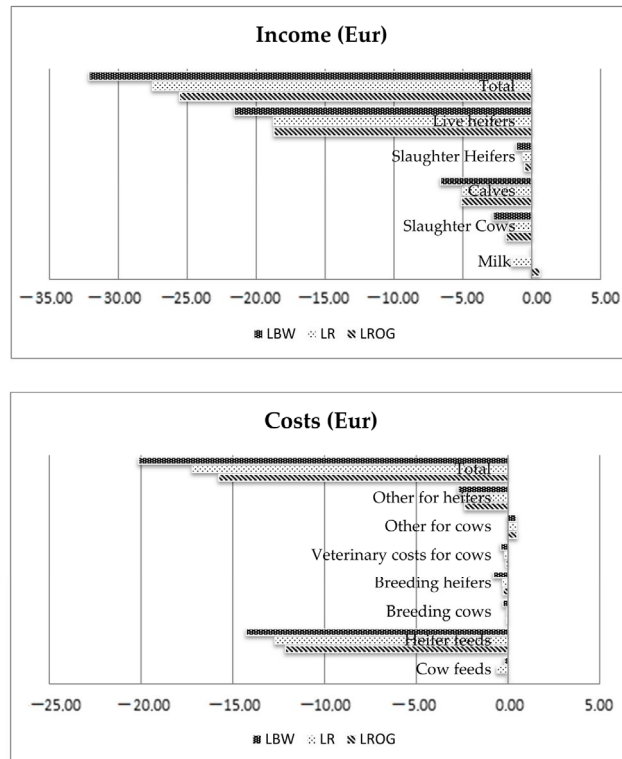 Income (Eur)
Total
Live heifers
Slaughter Heifers
Calves
Slaughter Cows
Milk
−35.00 −30.00 −25.00 −20.00 −15.00 −10.00 −5.00 0.00 5.00
LBW LR LROG
Costs (Eur)
Total
Other for heifers
Other for cows
Veterinary costs for cows
Breeding heifers
Breeding cows
Heifer feeds
Cow feeds
−25.00 −20.00 −15.00 −10.00 −5.00 0.00 5.00
LBW LR LROG